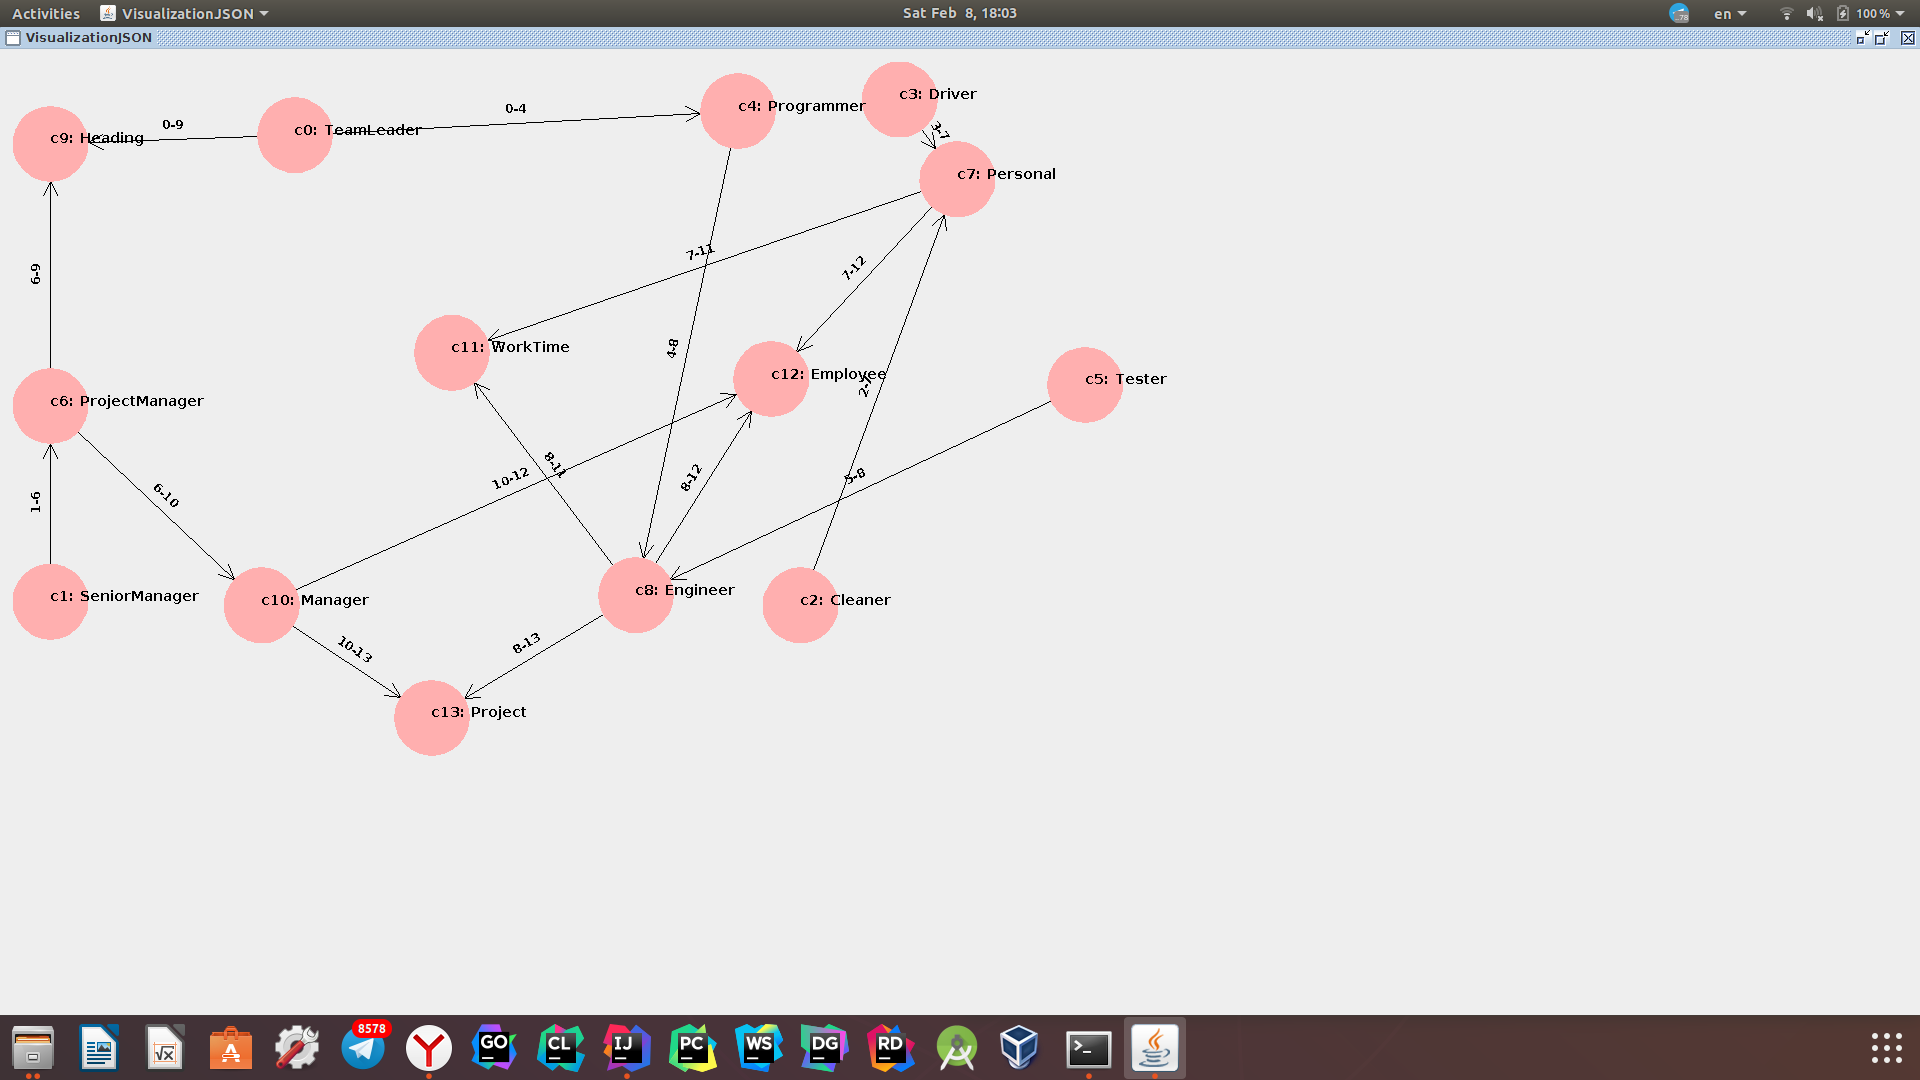 Activities
VisualizationJSON
Sat Feb 8, 18:03
78
en
100 %
VisualizationJSON
c3: Driver
c4: Programmer
0-4
0-9
c0: TeamLeader
3-7
c9: Heading
c7: Personal
7-11
7-12
6-9
c11: WorkTime
4-8
c12: Employee
c5: Tester
2-7
c6: ProjectManager
8-11
10-12
8-12
5-8
6-10
1-6
c8: Engineer
c1: SeniorManager
c10: Manager
c2: Cleaner
8-13
10-13
c13: Project
8578
GO
CL
IJ
PC
WS
DG
RD